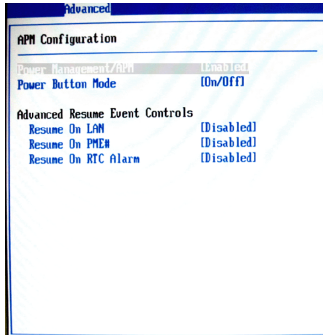 Advanced
APM Configuration
Power Management/APM [Enabled]
Power Button Mode [On/Off]
Advanced Resume Event Controls
Resume On LAN [Disabled]
Resume On PME# [Disabled]
Resume On RTC Alarm [Disabled]